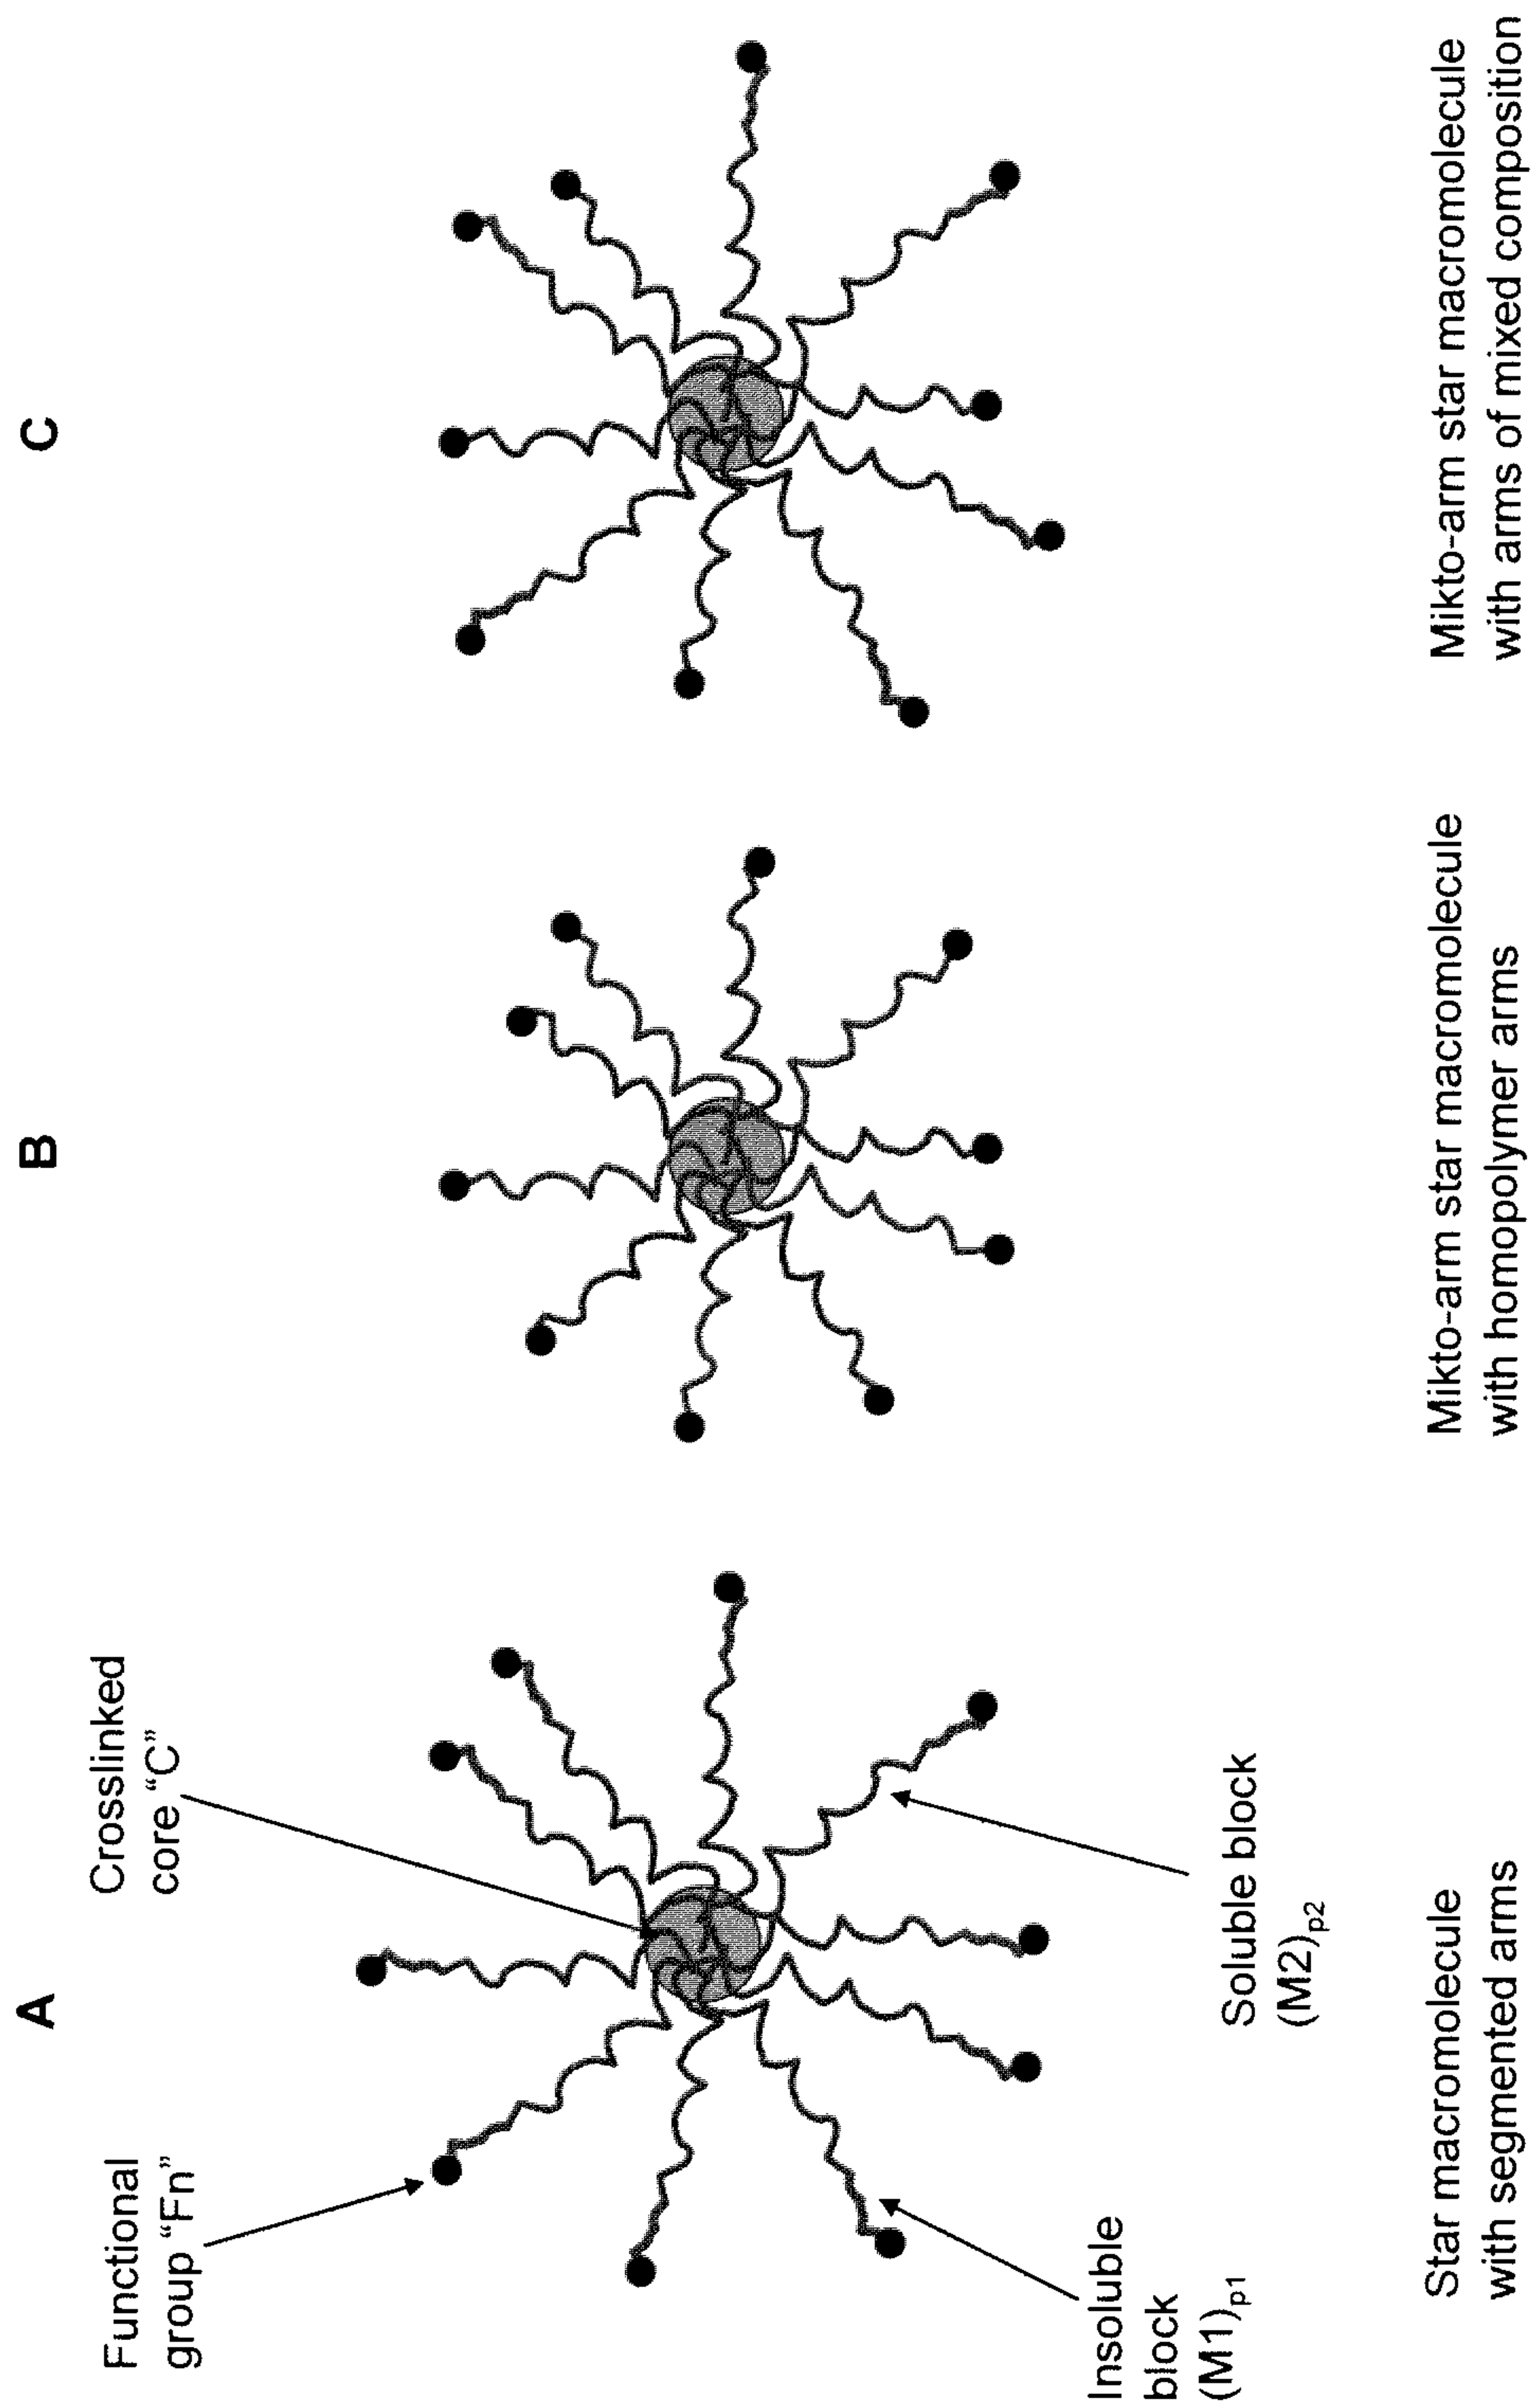 A
B
C
Functional
group “Fn”
Crosslinked
core “C”
Insoluble
block
(M1)p1
Soluble block
(M2)p2
Star macromolecule
with segmented arms
Mikto-arm star macromolecule
with homopolymer arms
Mikto-arm star macromolecule
with arms of mixed composition